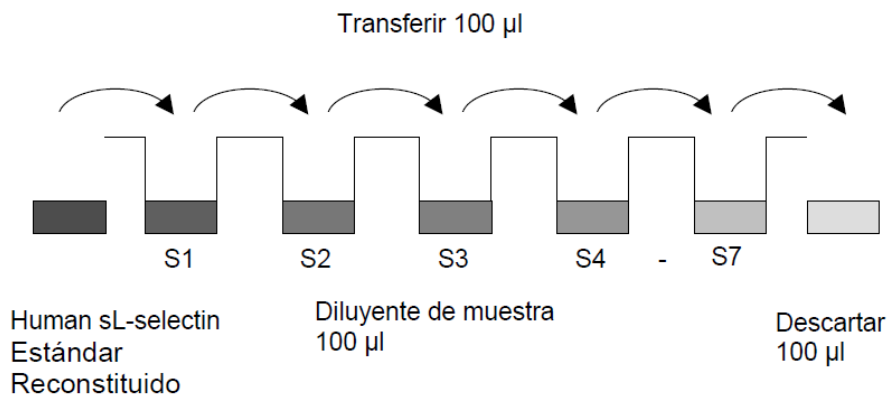 Transferir 100 µl
S1 S2 S3 S4 - S7
Human sL-selectin
Estándar
Reconstituido
Diluyente de muestra
100 µl
Descartar
100 µl